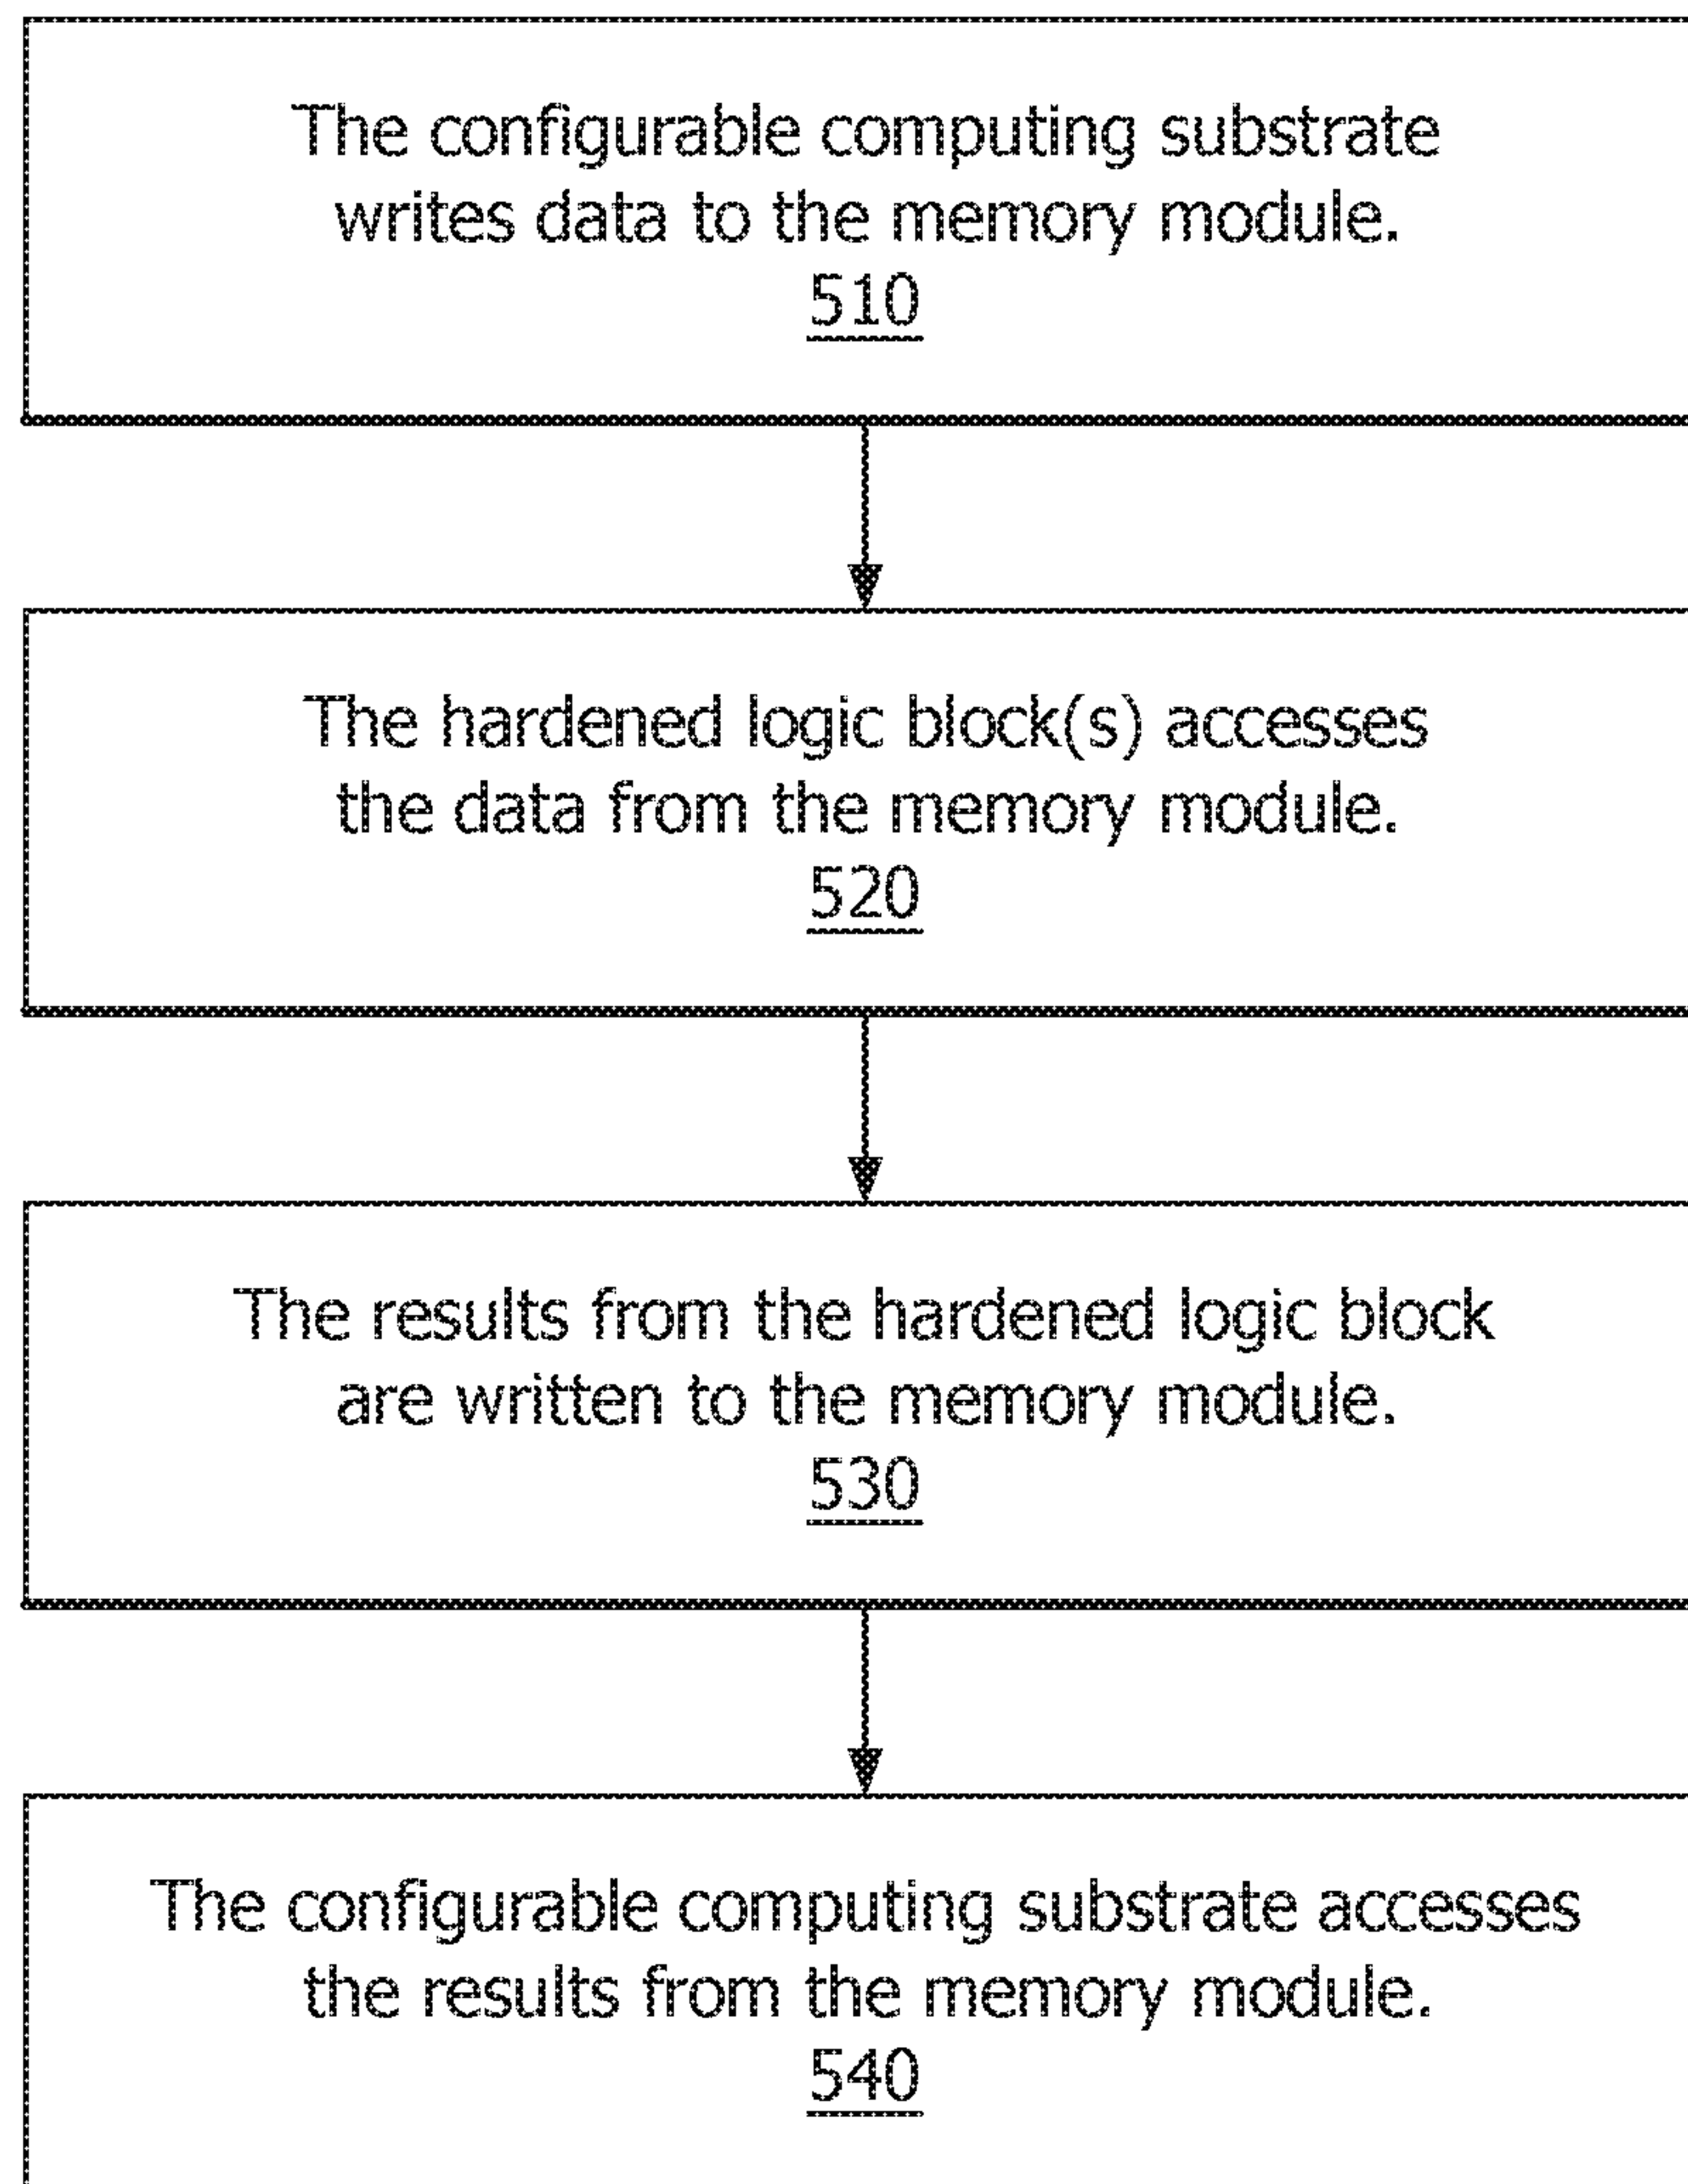 The configurable computing substrate
writes data to the memory module.
510
The hardened logic block(s) accesses
the data from the memory module.
520
The results from the hardened logic block
are written to the memory module.
530
The configurable computing substrate accesses
the results from the memory module.
540